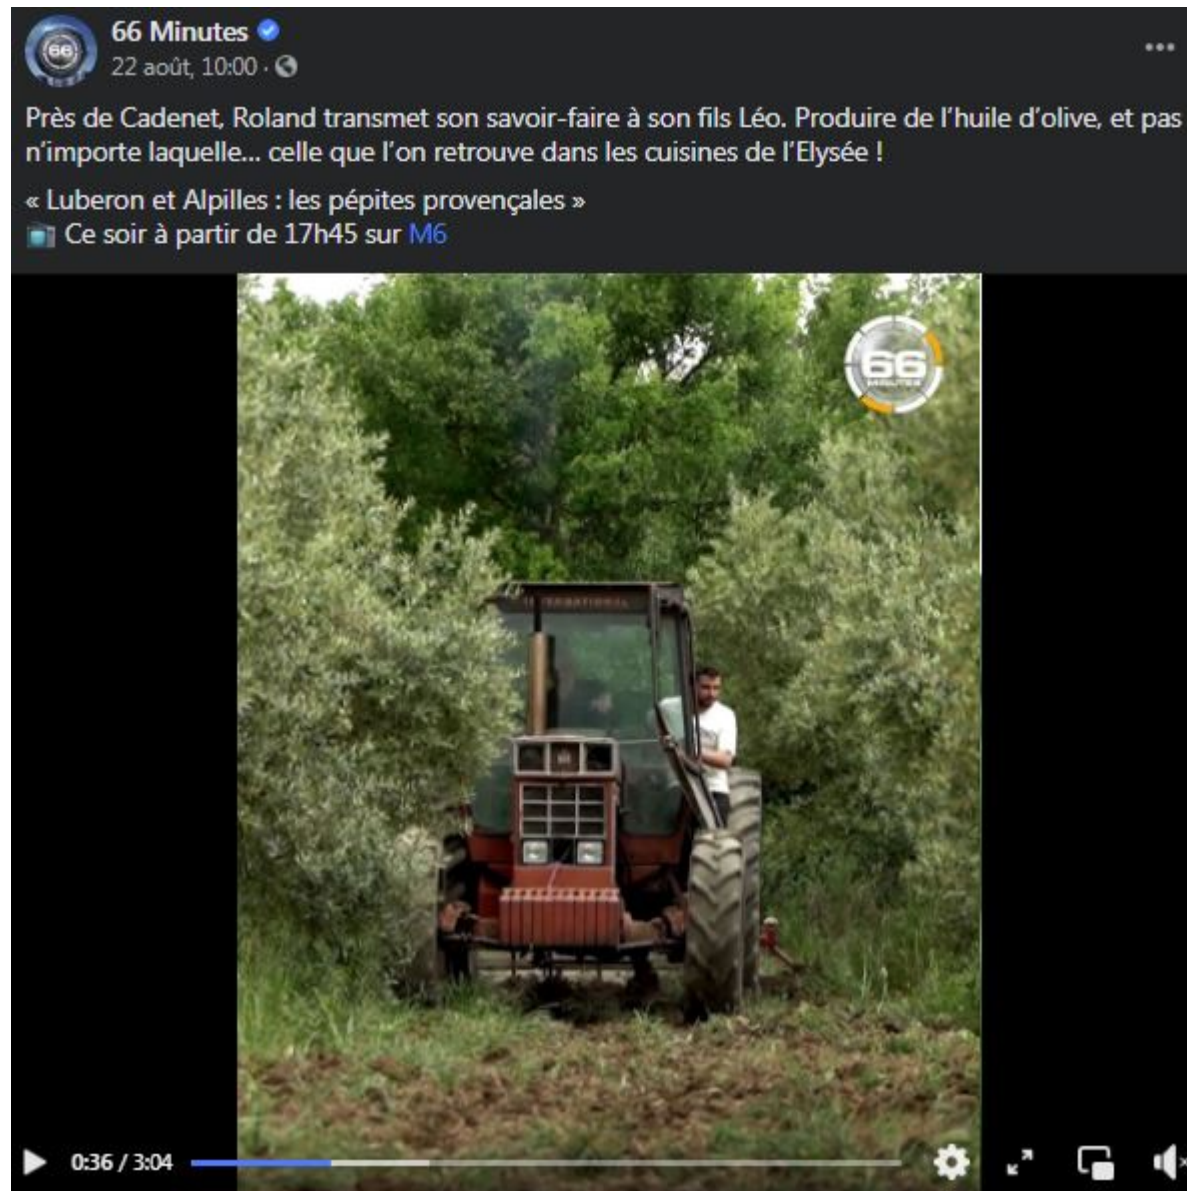 66
66 Minutes
22 août, 10:00 ·
Près de Cadenet, Roland transmet son savoir-faire à son fils Léo. Produire de l'huile d'olive, et pas
n'importe laquelle... celle que l'on retrouve dans les cuisines de l'Elysée !
« Luberon et Alpilles : les pépites provençales »
Ce soir à partir de 17h45 sur M6
66
MINUTES
INTERNATIONAL
0:36 / 3:04